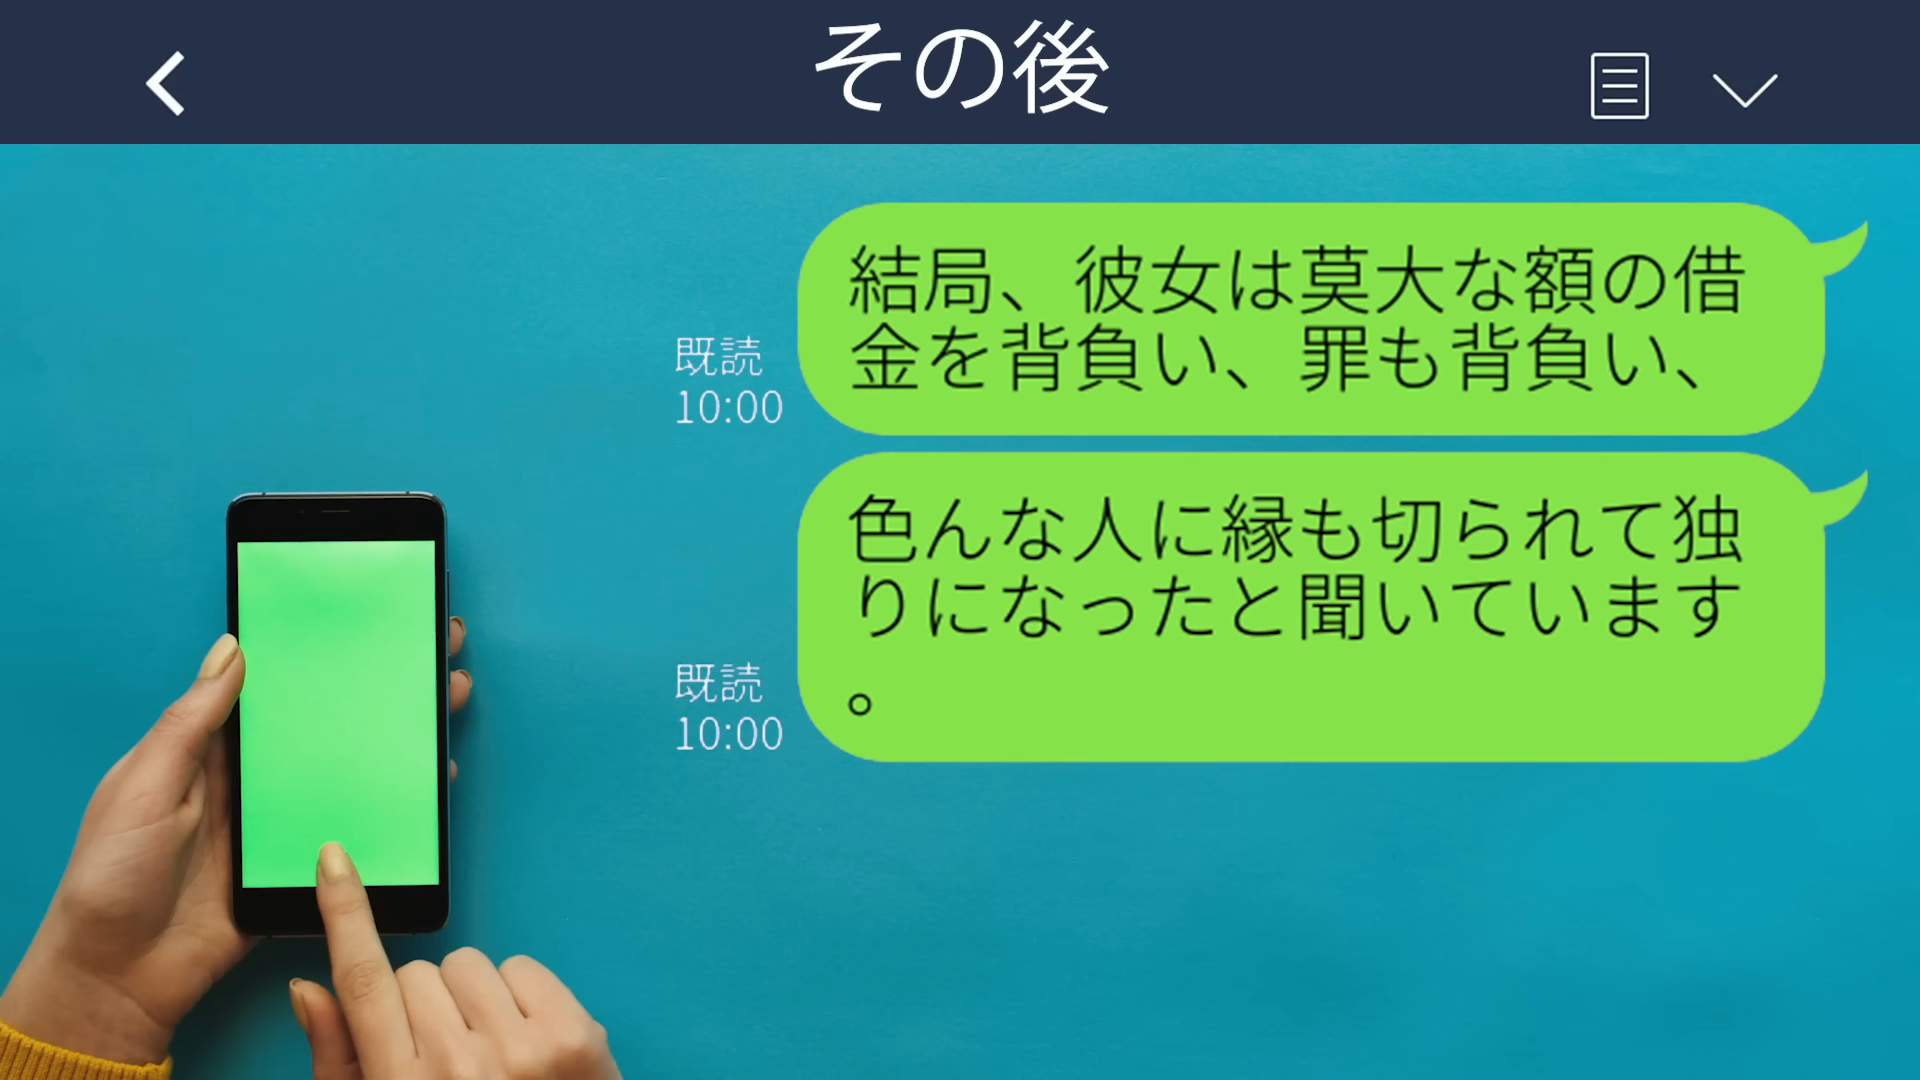 その後
結局、彼女は莫大な額の借
金を背負い、罪も背負い、
既読
10:00
色んな人に縁も切られて独
りになったと聞いています
。
既読
10:00